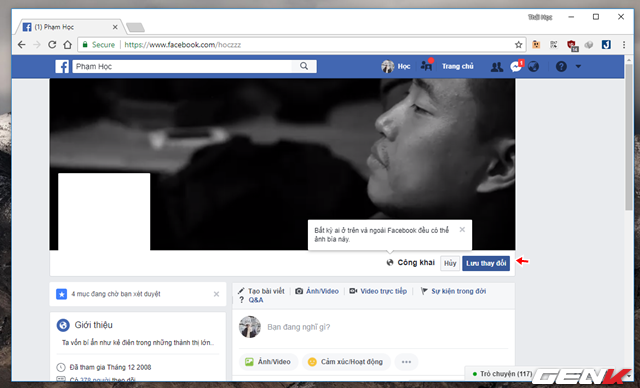 Thái Học
(1) Phạm Học
Secure
https://www.facebook.com/hoczzz
Phạm Học
Học
Trang chủ
1
Bất kỳ ai ở trên và ngoài Facebook đều có thể
ảnh bìa này.
Công khai
Hủy
Lưu thay đổi
4 mục đang chờ bạn xét duyệt
Tạo bài viết
Ảnh/Video
Video trực tiếp
Sự kiện trong đời
Q&A
Giới thiệu
Ta vốn bí ẩn như kẻ điên trong những thánh thị lớn..
Bạn đang nghĩ gì?
Đã tham gia Tháng 12 2008
Có 378 người theo dõi
Ảnh/Video
Cảm xúc/Hoạt động
Trò chuyện (117)
GENK